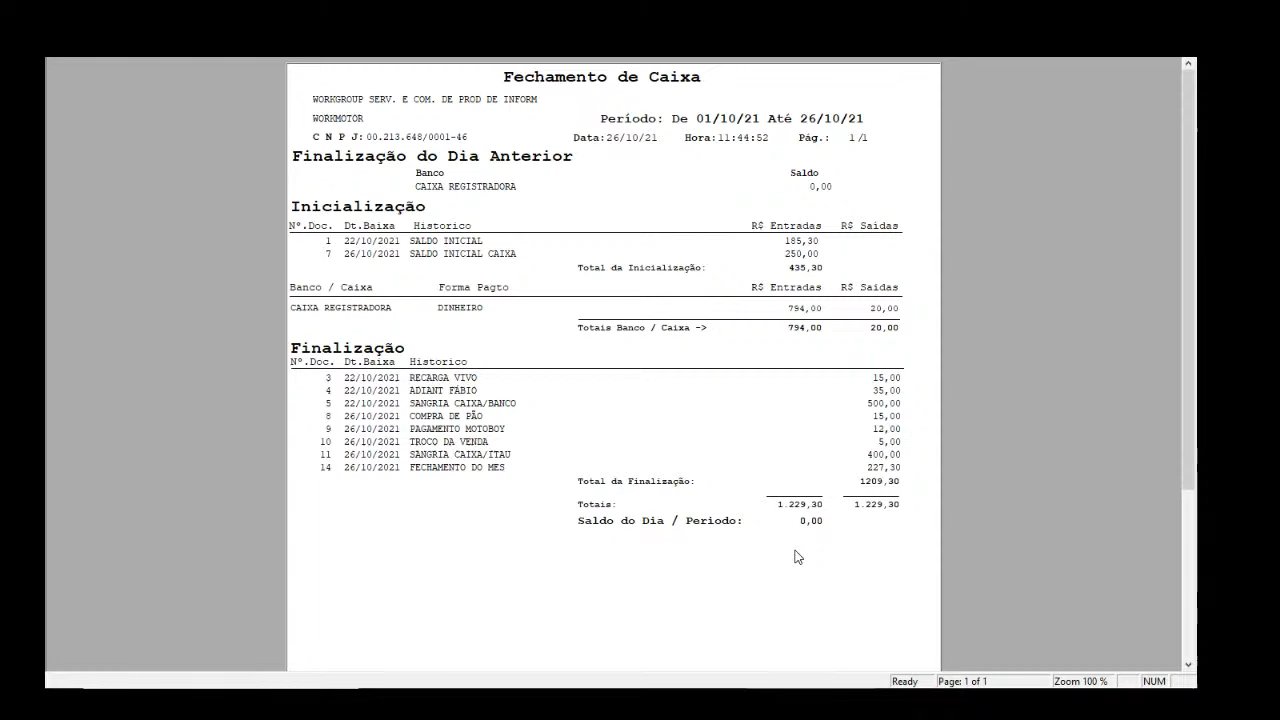 Fechamento de Caixa
WORKGROUP SERV. E COM. DE PROD DE INFORM
WORKMOTOR Período: De 01/10/21 Até 26/10/21
C N P J: 00.213.648/0001-46 Data:26/10/21 Hora:11:44:52 Pág.: 1/1
Finalização do Dia Anterior
Banco Saldo
CAIXA REGISTRADORA 0,00
Inicialização
Nº.Doc. Dt.Baixa Historico R$ Entradas R$ Saídas
1 22/10/2021 SALDO INICIAL 185,30
7 26/10/2021 SALDO INICIAL CAIXA 250,00
Total da Inicialização: 435,30
Banco / Caixa Forma Pagto R$ Entradas R$ Saídas
CAIXA REGISTRADORA DINHEIRO 794,00 20,00
Totais Banco / Caixa -> 794,00 20,00
Finalização
Nº.Doc. Dt.Baixa Historico
3 22/10/2021 RECARGA VIVO 15,00
4 22/10/2021 ADIANT FÁBIO 35,00
5 22/10/2021 SANGRIA CAIXA/BANCO 500,00
8 26/10/2021 COMPRA DE PÃO 15,00
9 26/10/2021 PAGAMENTO MOTOBOY 12,00
10 26/10/2021 TROCO DA VENDA 5,00
11 26/10/2021 SANGRIA CAIXA/ITAU 400,00
14 26/10/2021 FECHAMENTO DO MES 227,30
Total da Finalização: 1209,30
Totais: 1.229,30 1.229,30
Saldo do Dia / Periodo: 0,00
Ready Page: 1 of 1 Zoom 100 % NUM